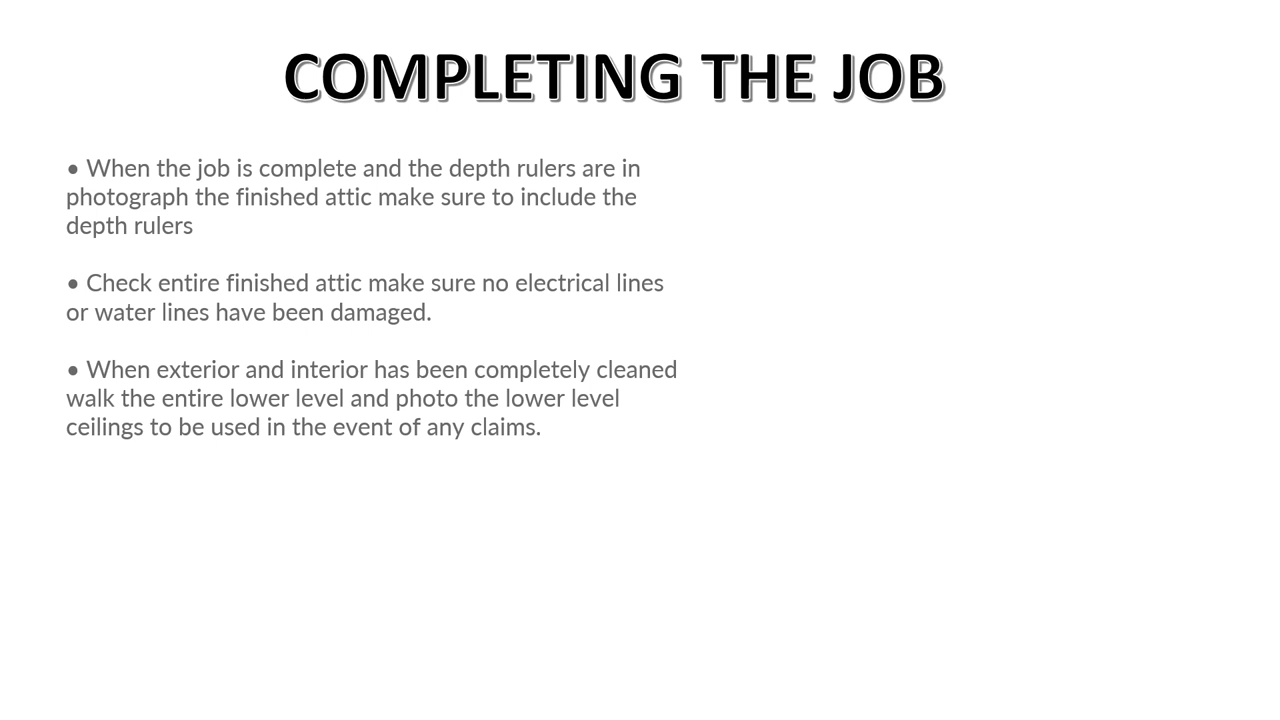 COMPLETING THE JOB
• When the job is complete and the depth rulers are in
photograph the finished attic make sure to include the
depth rulers
• Check entire finished attic make sure no electrical lines
or water lines have been damaged.
• When exterior and interior has been completely cleaned
walk the entire lower level and photo the lower level
ceilings to be used in the event of any claims.